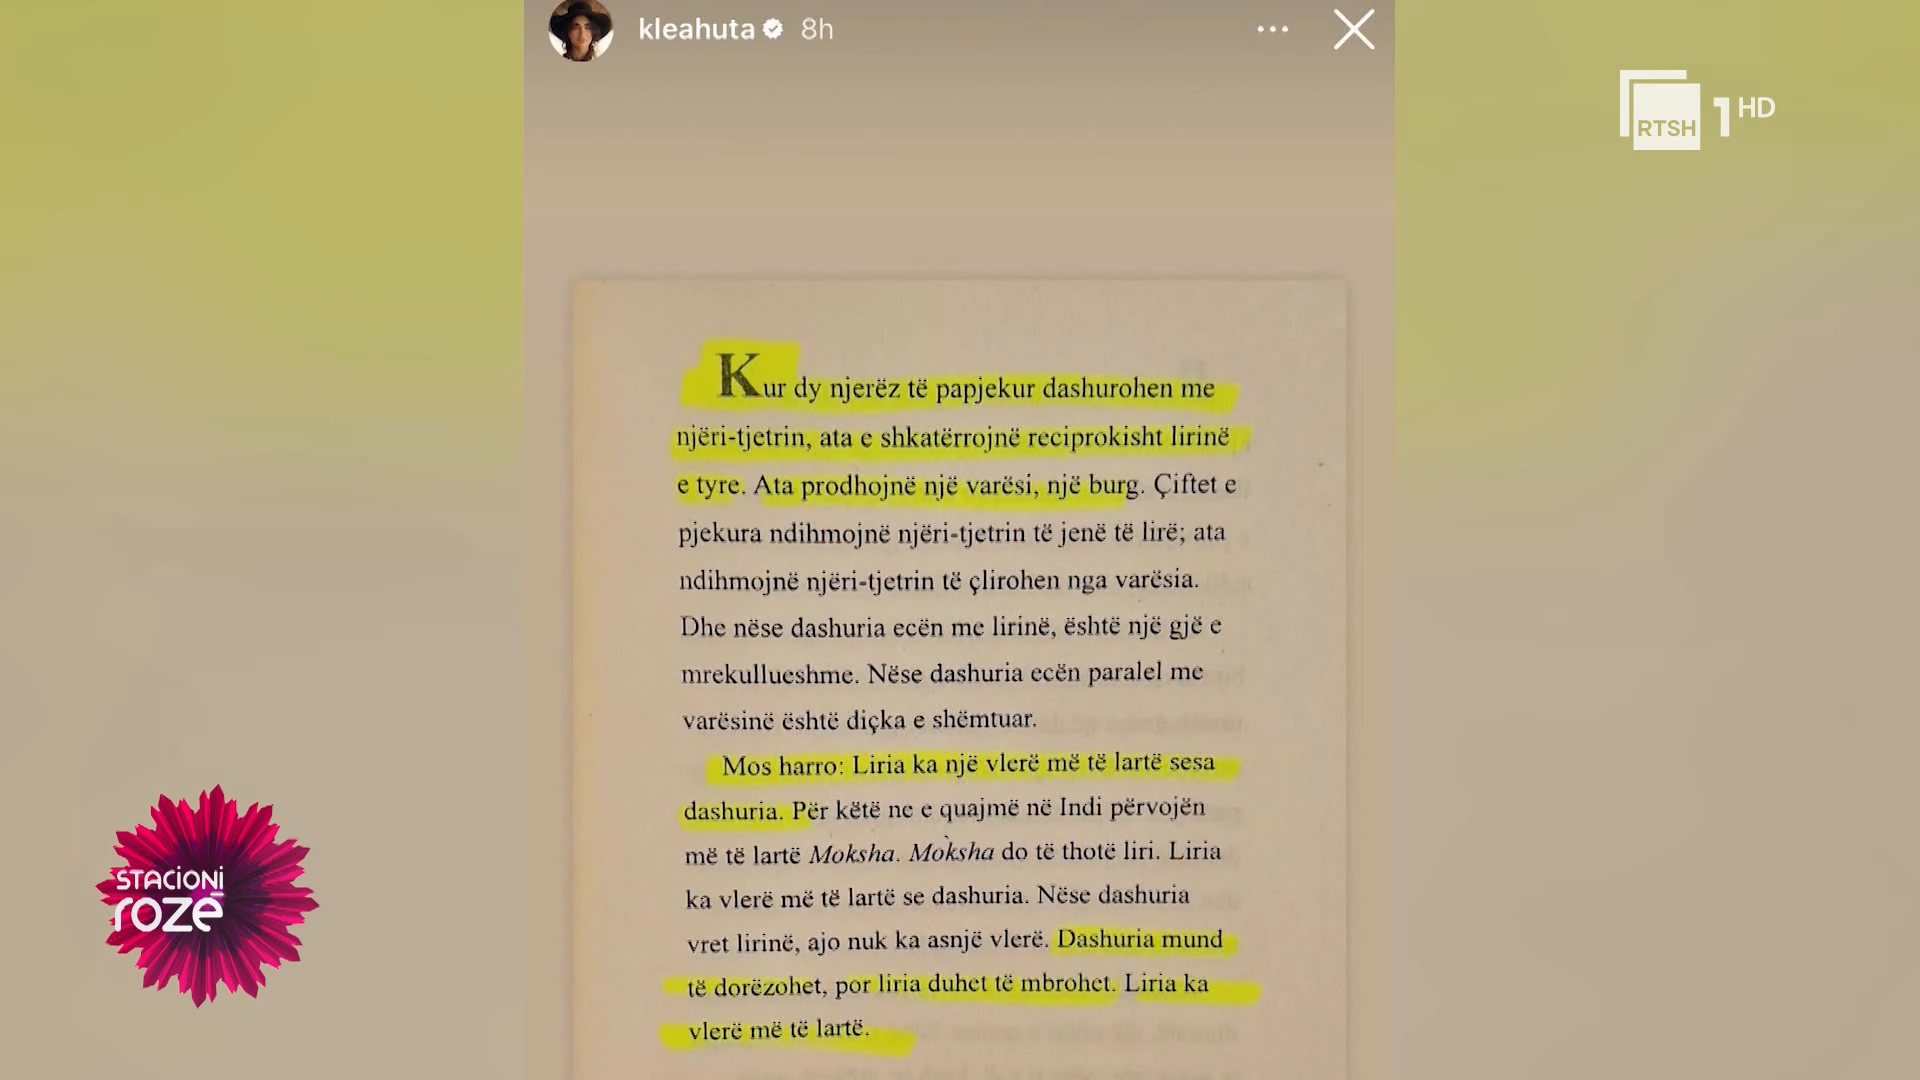 kleahuta 8h
RTSH 1 HD
Kur dy njerëz të papjekur dashurohen me
njëri-tjetrin, ata e shkatërrojnë reciprokisht lirinë
e tyre. Ata prodhojnë një varësi, një burg. Çiftet e
pjekura ndihmojnë njëri-tjetrin të jenë të lirë; ata
ndihmojnë njëri-tjetrin të çlirohen nga varësia.
Dhe nëse dashuria ecën me lirinë, është një gjë e
mrekullueshme. Nëse dashuria ecën paralel me
varësinë është diçka e shëmtuar.
Mos harro: Liria ka një vlerë më të lartë sesa
dashuria. Për këtë ne e quajmë në Indi përvojën
më të lartë Moksha. Moksha do të thotë liri. Liria
ka vlerë më të lartë se dashuria. Nëse dashuria
vret lirinë, ajo nuk ka asnjë vlerë. Dashuria mund
të dorëzohet, por liria duhet të mbrohet. Liria ka
vlerë më të lartë.
STACIONI
rozë